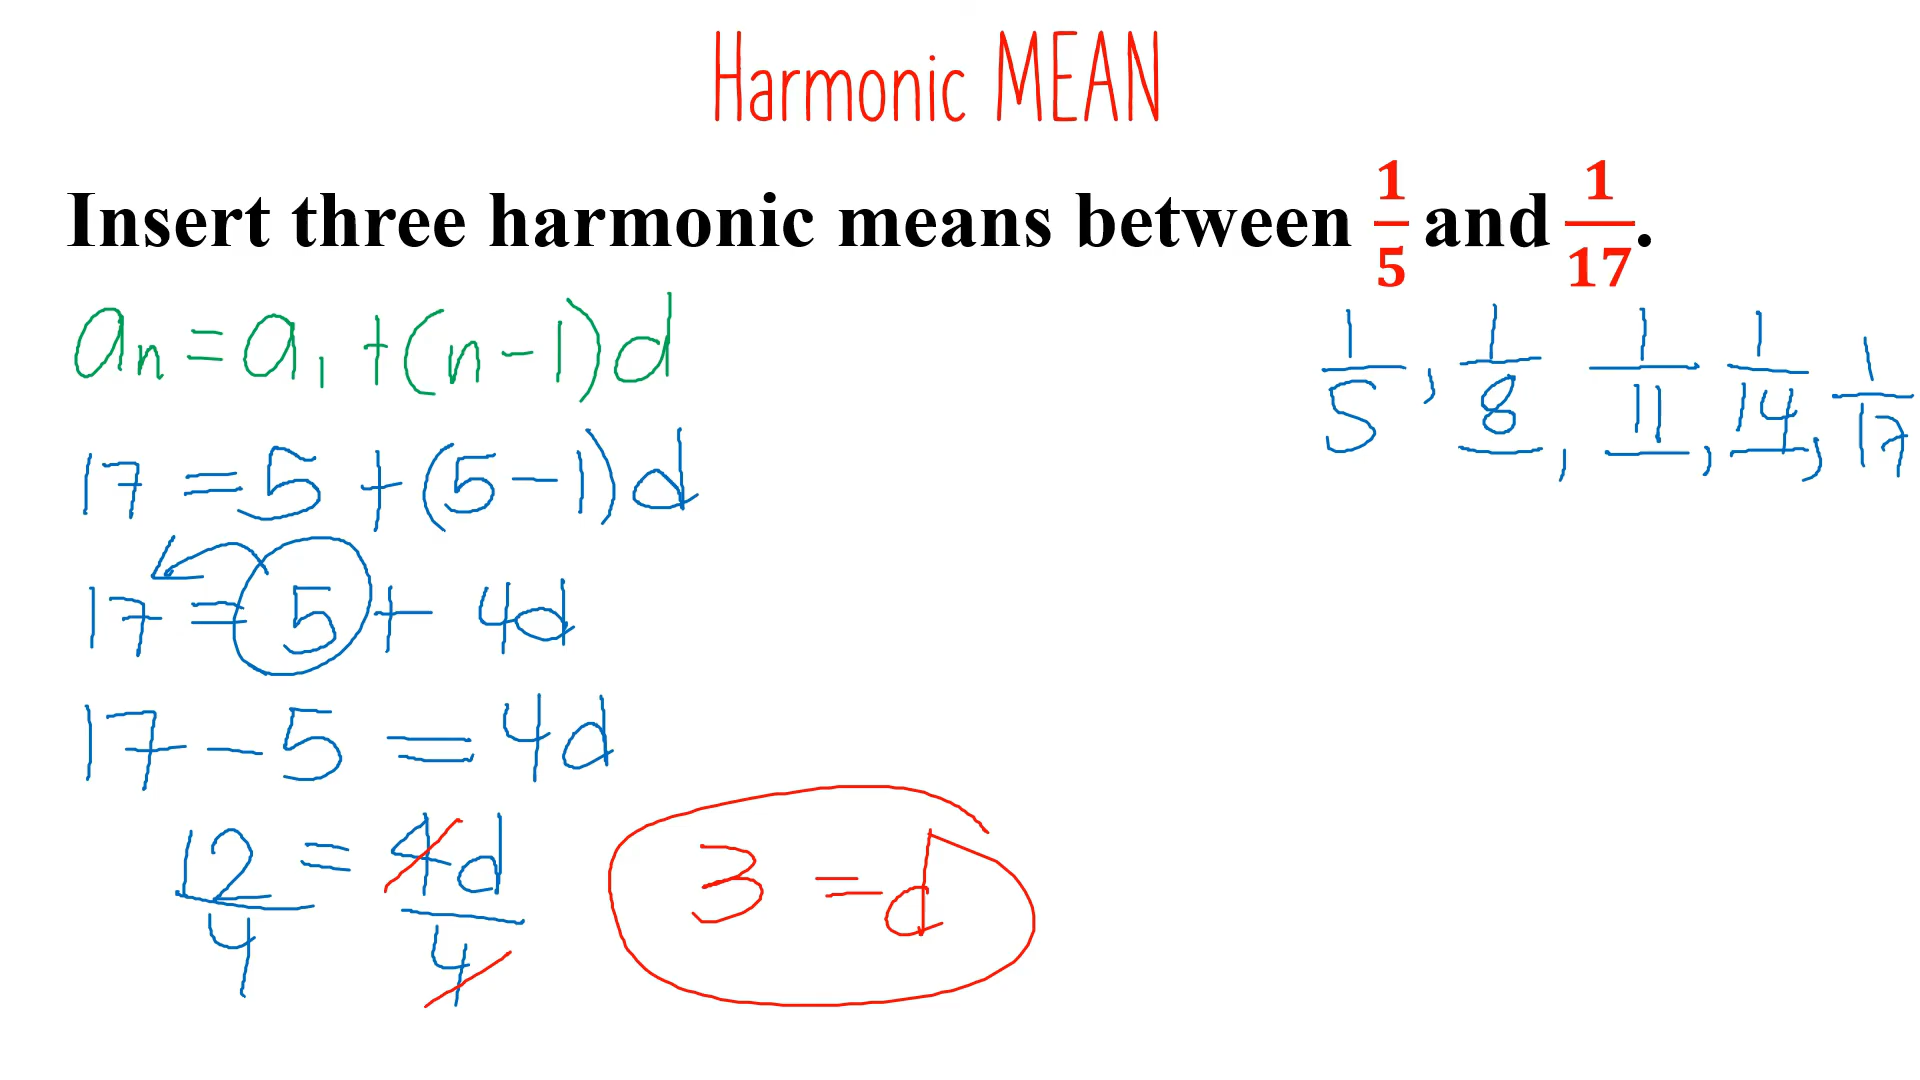 Harmonic MEAN
Insert three harmonic means between 1/5 and 1/17.
an = a1 + (n - 1)d
1/5, 1/8, 1/11, 1/14, 1/17
17 = 5 + (5 - 1)d
17 = 5 + 4d
17 - 5 = 4d
12/4 = 4d/4
3 = d